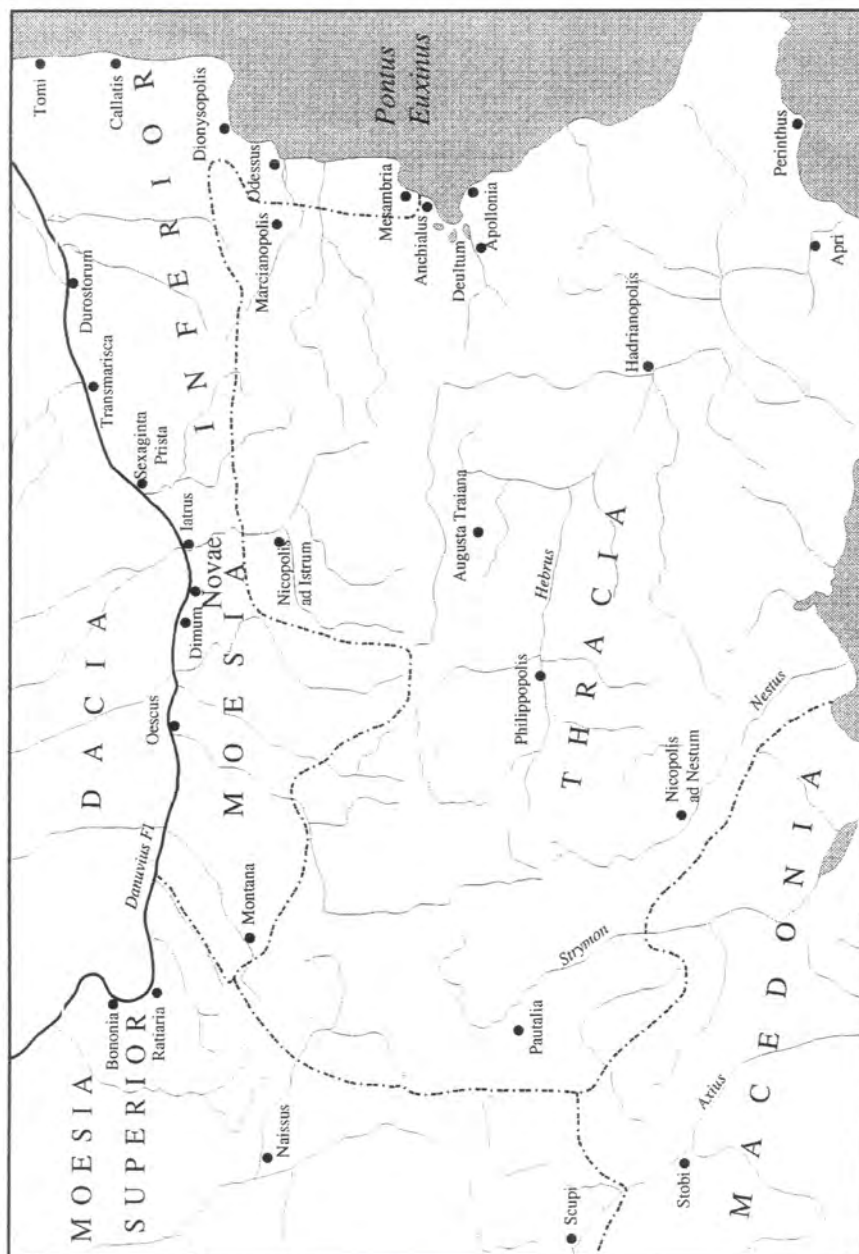 MOESIA
SUPERIOR
DACIA
MOESIA
INFERIOR
THRACIA
MACEDONIA
Pontus
Euxinus
Danuvius Fl
Hebrus
Nestus
Strymon
Axius
Bononia
Ratiaria
Naissus
Scupi
Stobi
Pautalia
Montana
Oescus
Dimum
Novae
Iatrus
Sexaginta
Prista
Transmarisca
Durostorum
Tomi
Callatis
Dionysopolis
Odessus
Marcianopolis
Mesambria
Anchialus
Deultum
Apollonia
Nicopolis
ad Istrum
Augusta Traiana
Philippopolis
Nicopolis
ad Nestum
Hadrianopolis
Perinthus
Apri